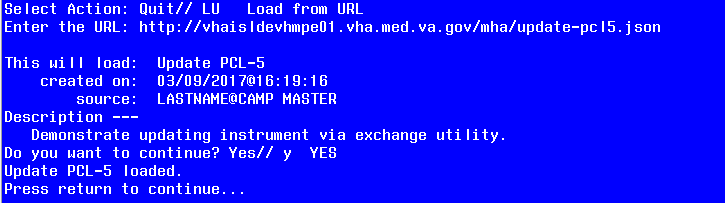 Select Action: Quit// LU   Load from URL
Enter the URL: http://vhaisldevhmpe01.vha.med.va.gov/mha/update-pcl5.json
This will load:  Update PCL-5
created on:  03/09/2017@16:19:16
source:  LASTNAME@CAMP MASTER
Description ---
Demonstrate updating instrument via exchange utility.
Do you want to continue? Yes// y  YES
Update PCL-5 loaded.
Press return to continue...